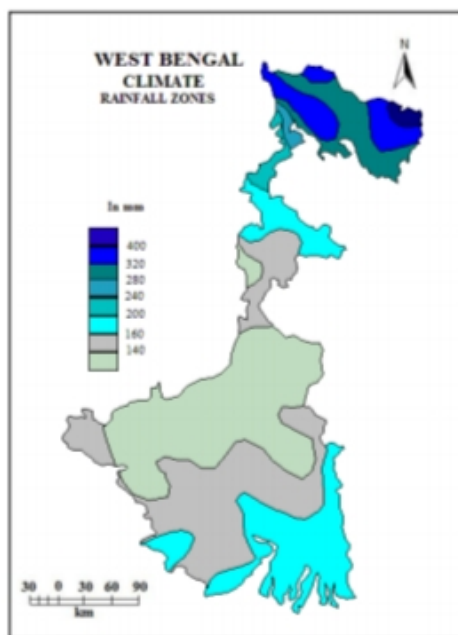 WEST BENGAL
CLIMATE
RAINFALL ZONES
N
In mm
400
320
280
240
200
160
140
30 0 30 60 90
km